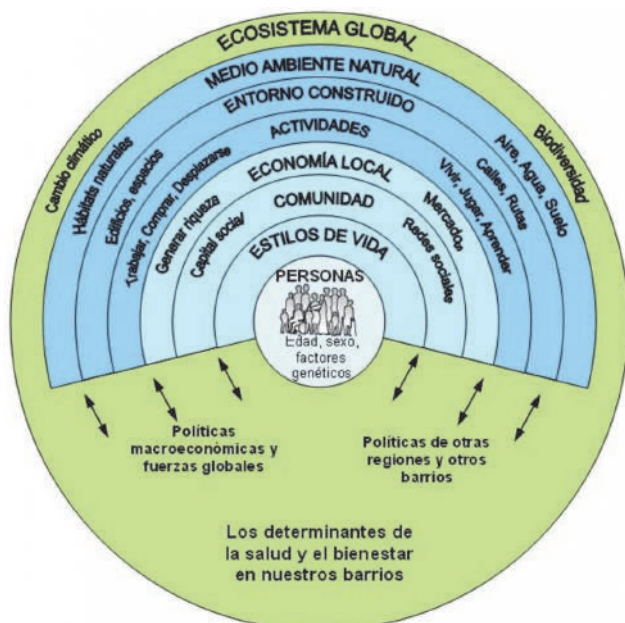 ECOSISTEMA GLOBAL
Cambio climático
Biodiversidad
MEDIO AMBIENTE NATURAL
Hábitats naturales
Aire, Agua, Suelo
ENTORNO CONSTRUIDO
Edificios, espacios
Calles, Rutas
ACTIVIDADES
Trabajar, Comprar, Desplazarse
Vivir, Jugar, Aprender
ECONOMÍA LOCAL
Generar riqueza
Mercados
COMUNIDAD
Capital social
Redes sociales
ESTILOS DE VIDA
PERSONAS
Edad, sexo,
factores
genéticos
Políticas
macroeconómicas y
fuerzas globales
Políticas de otras
regiones y otros
barrios
Los determinantes de
la salud y el bienestar
en nuestros barrios